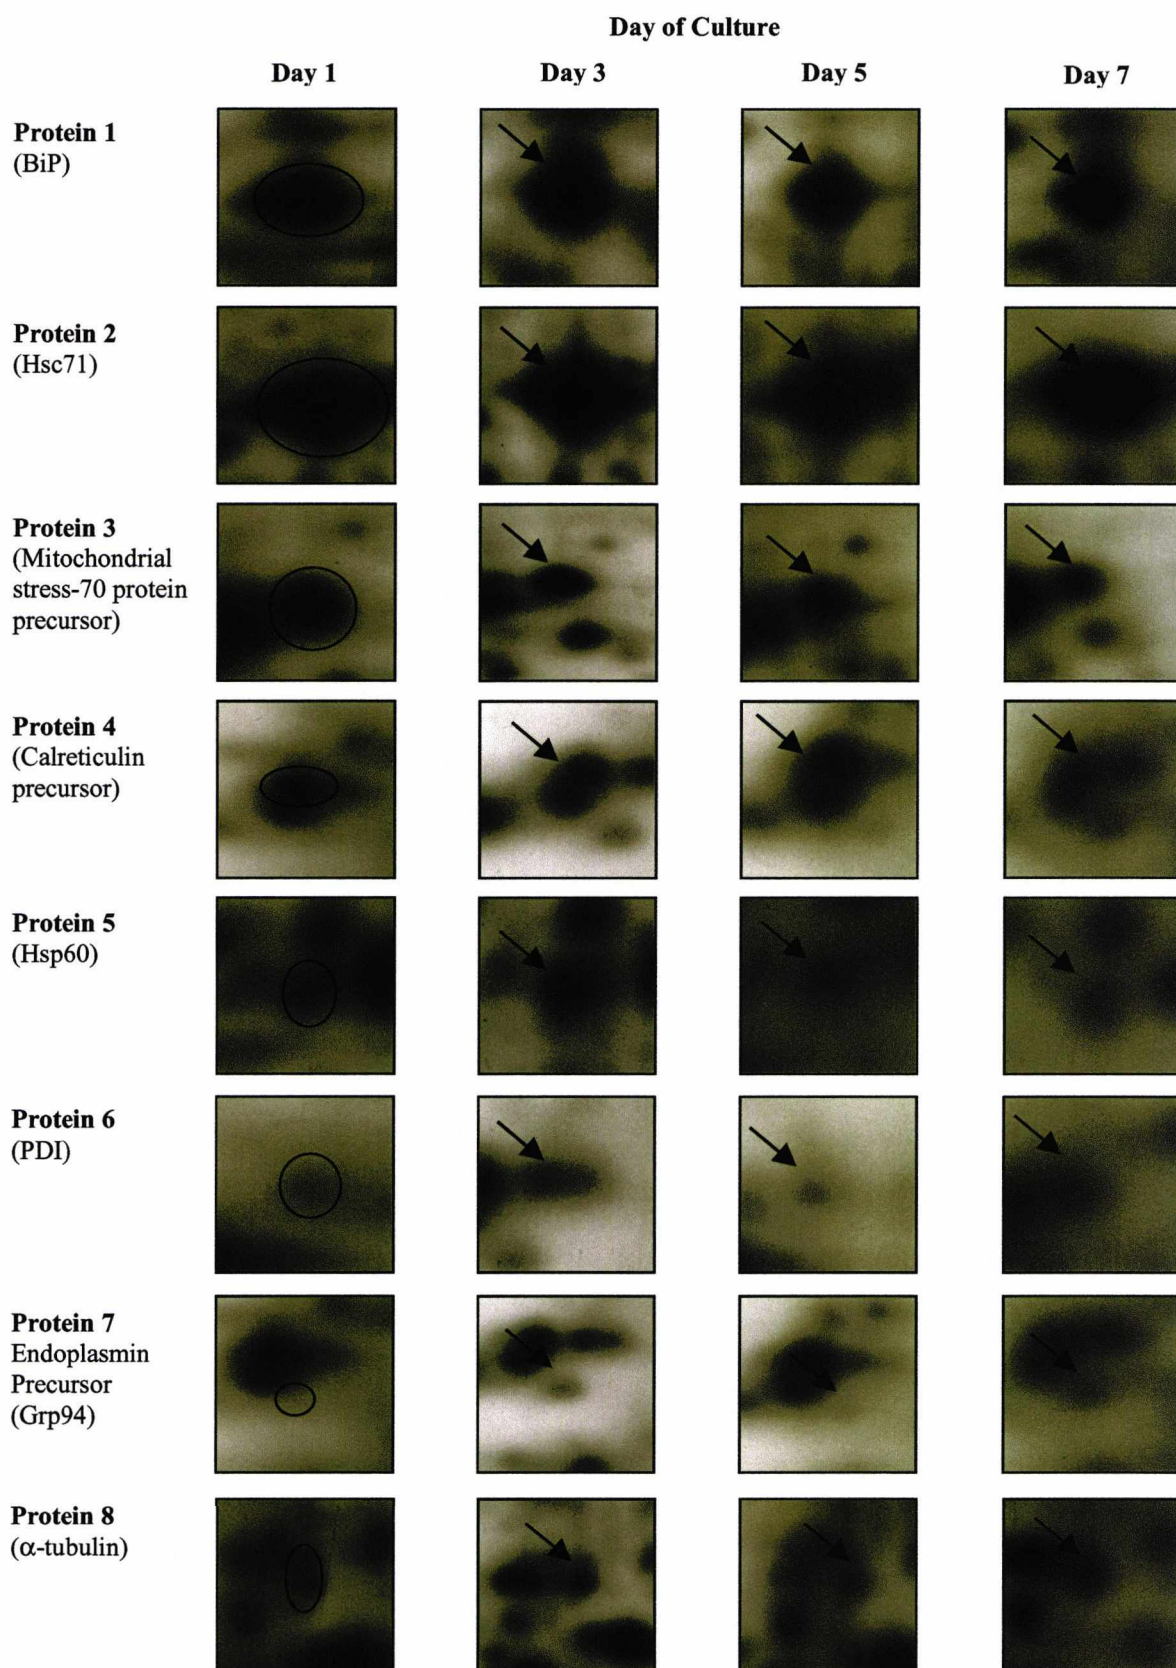 Day of Culture
Day 1 Day 3 Day 5 Day 7
Protein 1
(BiP)
Protein 2
(Hsc71)
Protein 3
(Mitochondrial
stress-70 protein
precursor)
Protein 4
(Calreticulin
precursor)
Protein 5
(Hsp60)
Protein 6
(PDI)
Protein 7
Endoplasmin
Precursor
(Grp94)
Protein 8
(α-tubulin)